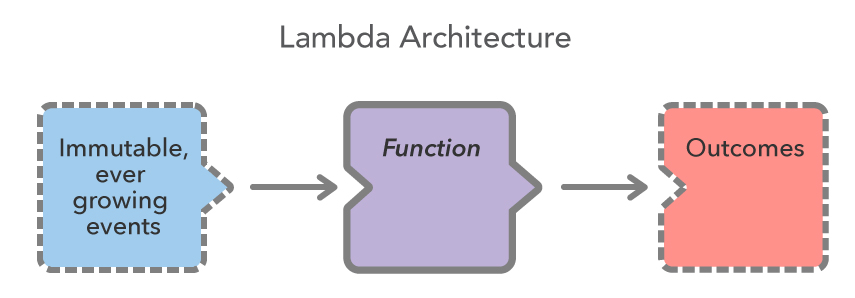 Lambda Architecture
Immutable,
ever
growing
events
Function
Outcomes